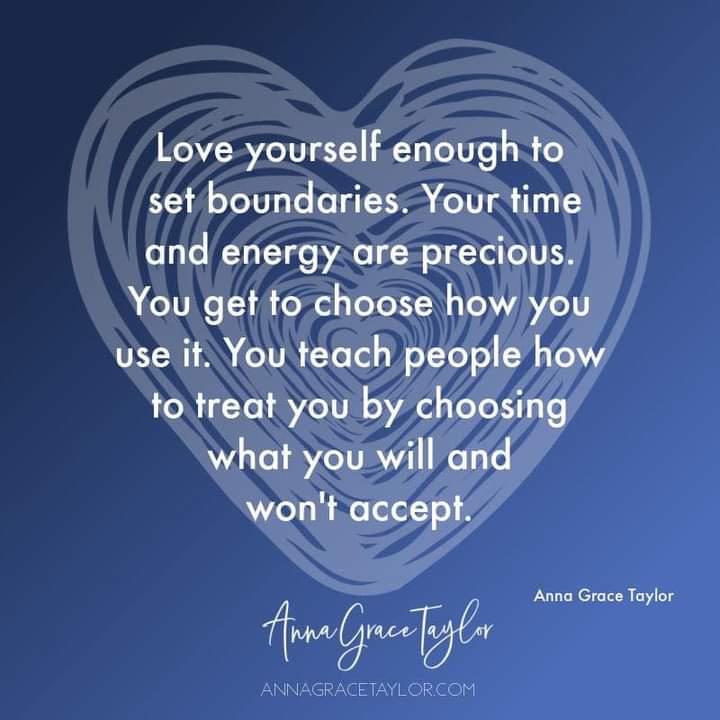 Love yourself enough to
set boundaries. Your time
and energy are precious.
You get to choose how you
use it. You teach people how
to treat you by choosing
what you will and
won't accept.
Anna Grace Taylor
Anna Grace Taylor
ANNAGRACETAYLOR.COM